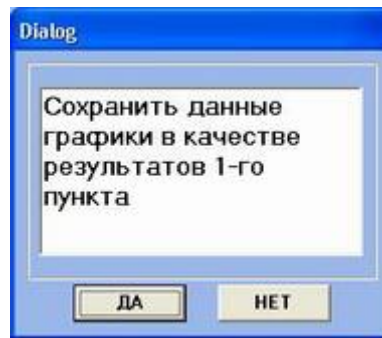 Dialog
Сохранить данные
графики в качестве
результатов 1-го
пункта
ДА
НЕТ